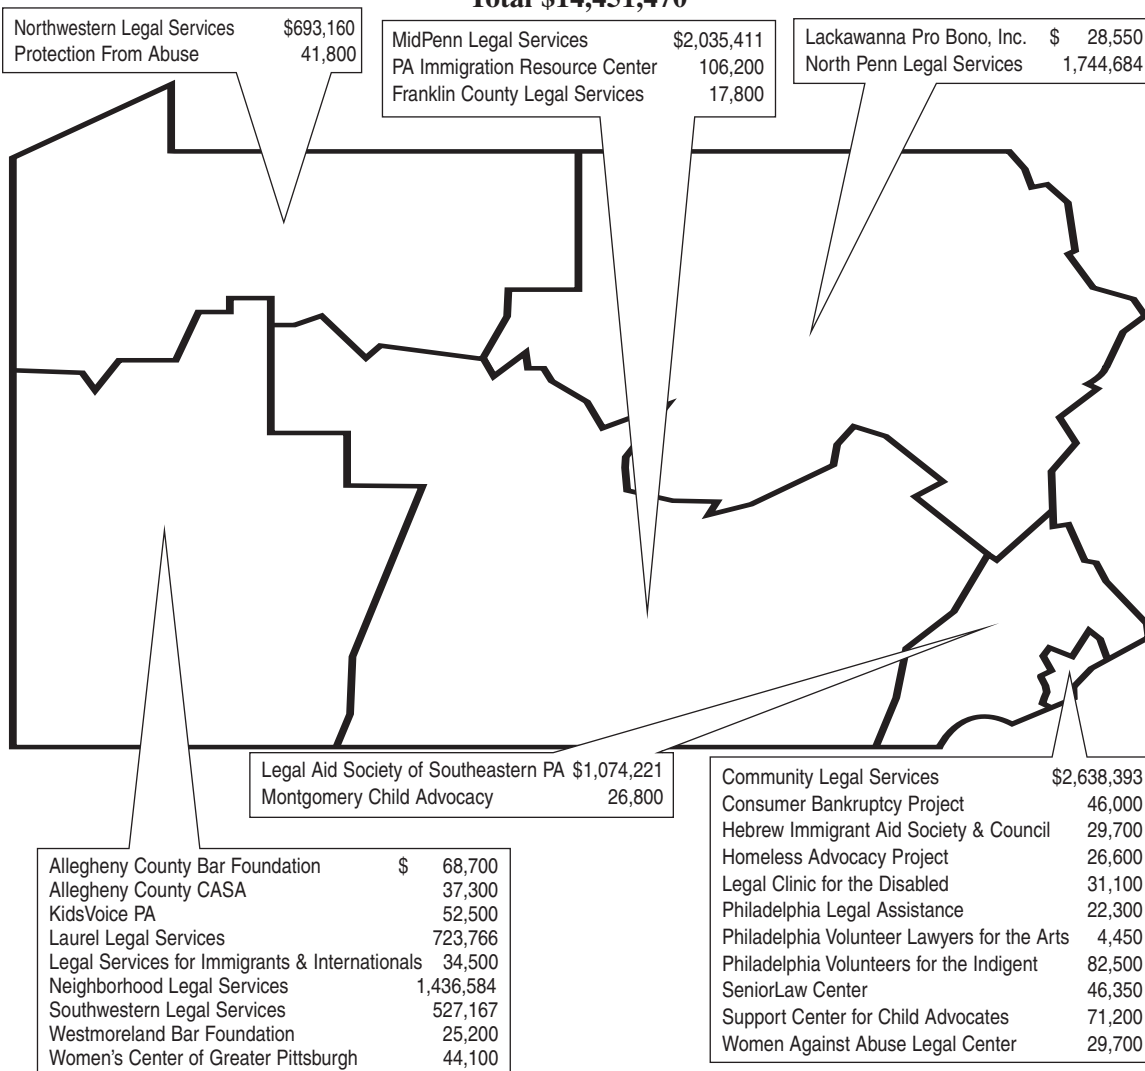 Total $14,451,470
Northwestern Legal Services $693,160
Protection From Abuse 41,800
MidPenn Legal Services $2,035,411
PA Immigration Resource Center 106,200
Franklin County Legal Services 17,800
Lackawanna Pro Bono, Inc. $ 28,550
North Penn Legal Services 1,744,684
Legal Aid Society of Southeastern PA $1,074,221
Montgomery Child Advocacy 26,800
Allegheny County Bar Foundation $ 68,700
Allegheny County CASA 37,300
KidsVoice PA 52,500
Laurel Legal Services 723,766
Legal Services for Immigrants & Internationals 34,500
Neighborhood Legal Services 1,436,584
Southwestern Legal Services 527,167
Westmoreland Bar Foundation 25,200
Women's Center of Greater Pittsburgh 44,100
Community Legal Services $2,638,393
Consumer Bankruptcy Project 46,000
Hebrew Immigrant Aid Society & Council 29,700
Homeless Advocacy Project 26,600
Legal Clinic for the Disabled 31,100
Philadelphia Legal Assistance 22,300
Philadelphia Volunteer Lawyers for the Arts 4,450
Philadelphia Volunteers for the Indigent 82,500
SeniorLaw Center 46,350
Support Center for Child Advocates 71,200
Women Against Abuse Legal Center 29,700